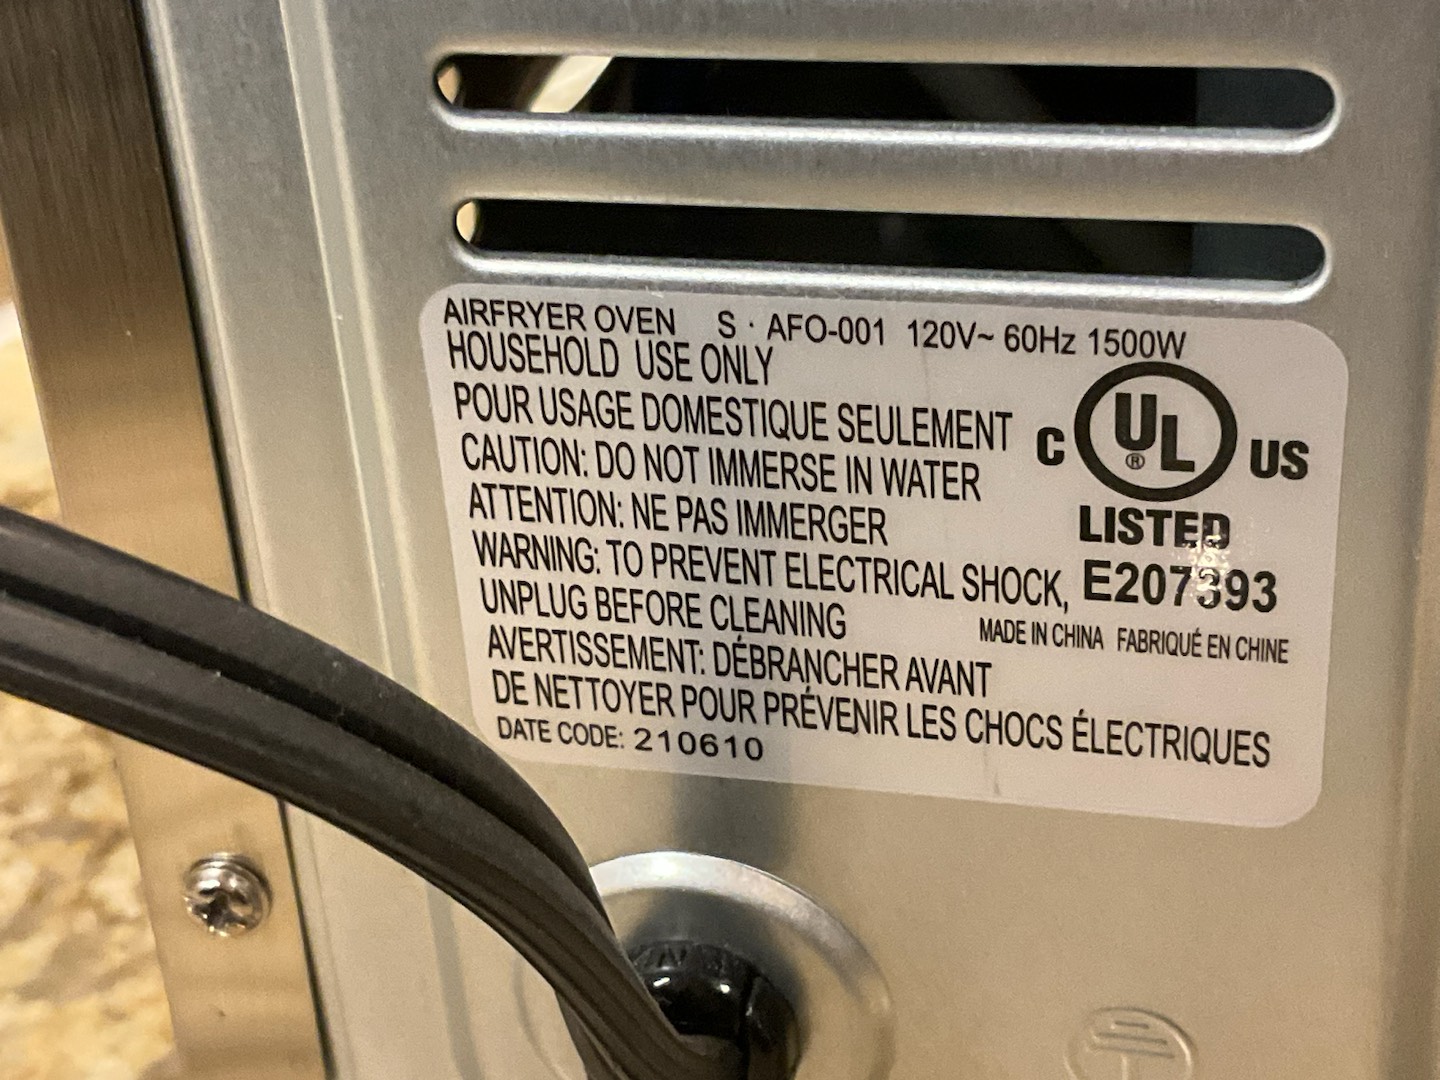 AIRFRYER OVEN S · AFO-001 120V~ 60Hz 1500W
HOUSEHOLD USE ONLY
POUR USAGE DOMESTIQUE SEULEMENT
CAUTION: DO NOT IMMERSE IN WATER
ATTENTION: NE PAS IMMERGER
WARNING: TO PREVENT ELECTRICAL SHOCK,
UNPLUG BEFORE CLEANING
AVERTISSEMENT: DÉBRANCHER AVANT
DE NETTOYER POUR PRÉVENIR LES CHOCS ÉLECTRIQUES
DATE CODE: 210610
C UL® US
LISTED
MADE IN CHINA FABRIQUÉ EN CHINE